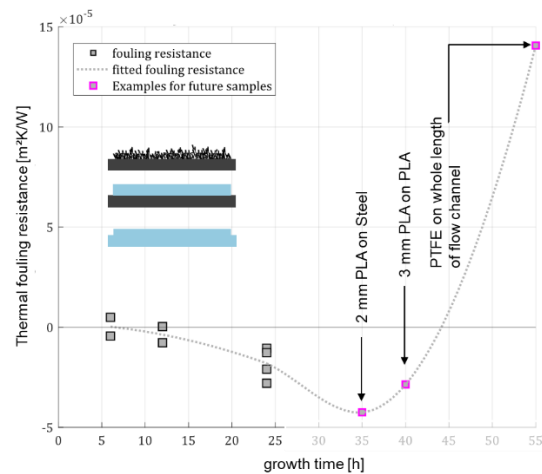 ×10⁻⁵
15
10
5
0
-5
Thermal fouling resistance [m²K/W]
fouling resistance
fitted fouling resistance
Examples for future samples
2 mm PLA on Steel
3 mm PLA on PLA
PTFE on whole length
of flow channel
0 5 10 15 20 25 30 35 40 45 50 55
growth time [h]